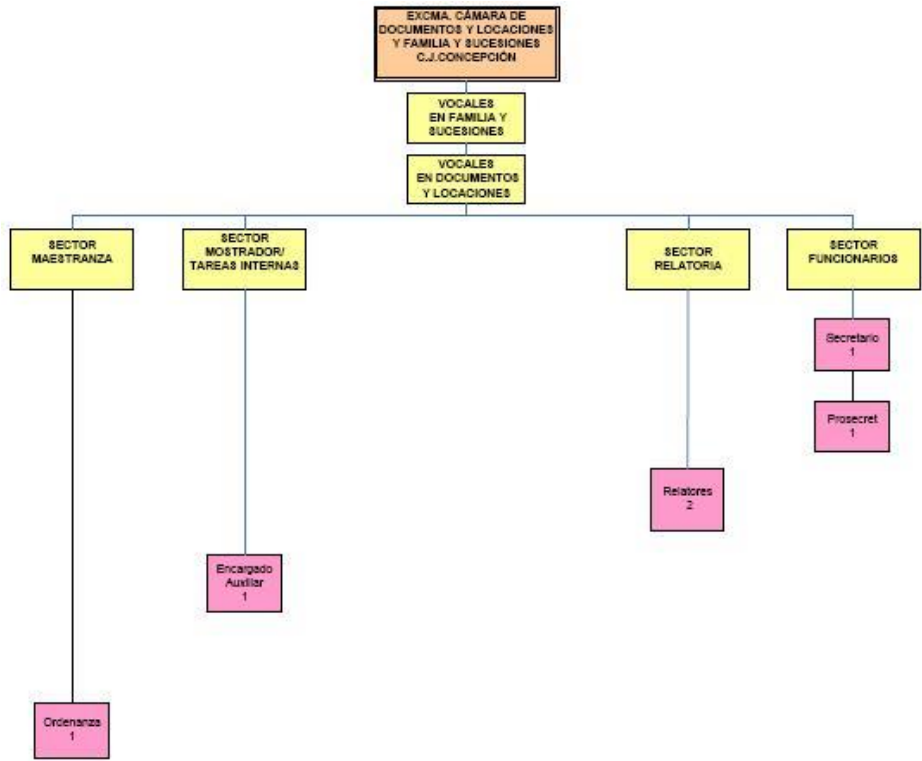 EXCMA. CÁMARA DE
DOCUMENTOS Y LOCACIONES
Y FAMILIA Y SUCESIONES
C.J.CONCEPCIÓN
VOCALES
EN FAMILIA Y
SUCESIONES
VOCALES
EN DOCUMENTOS
Y LOCACIONES
SECTOR
MAESTRANZA
SECTOR
MOSTRADOR/
TAREAS INTERNAS
SECTOR
RELATORIA
SECTOR
FUNCIONARIOS
Secretario
1
Prosecret
1
Relatores
2
Encargado
Auxiliar
1
Ordenanza
1